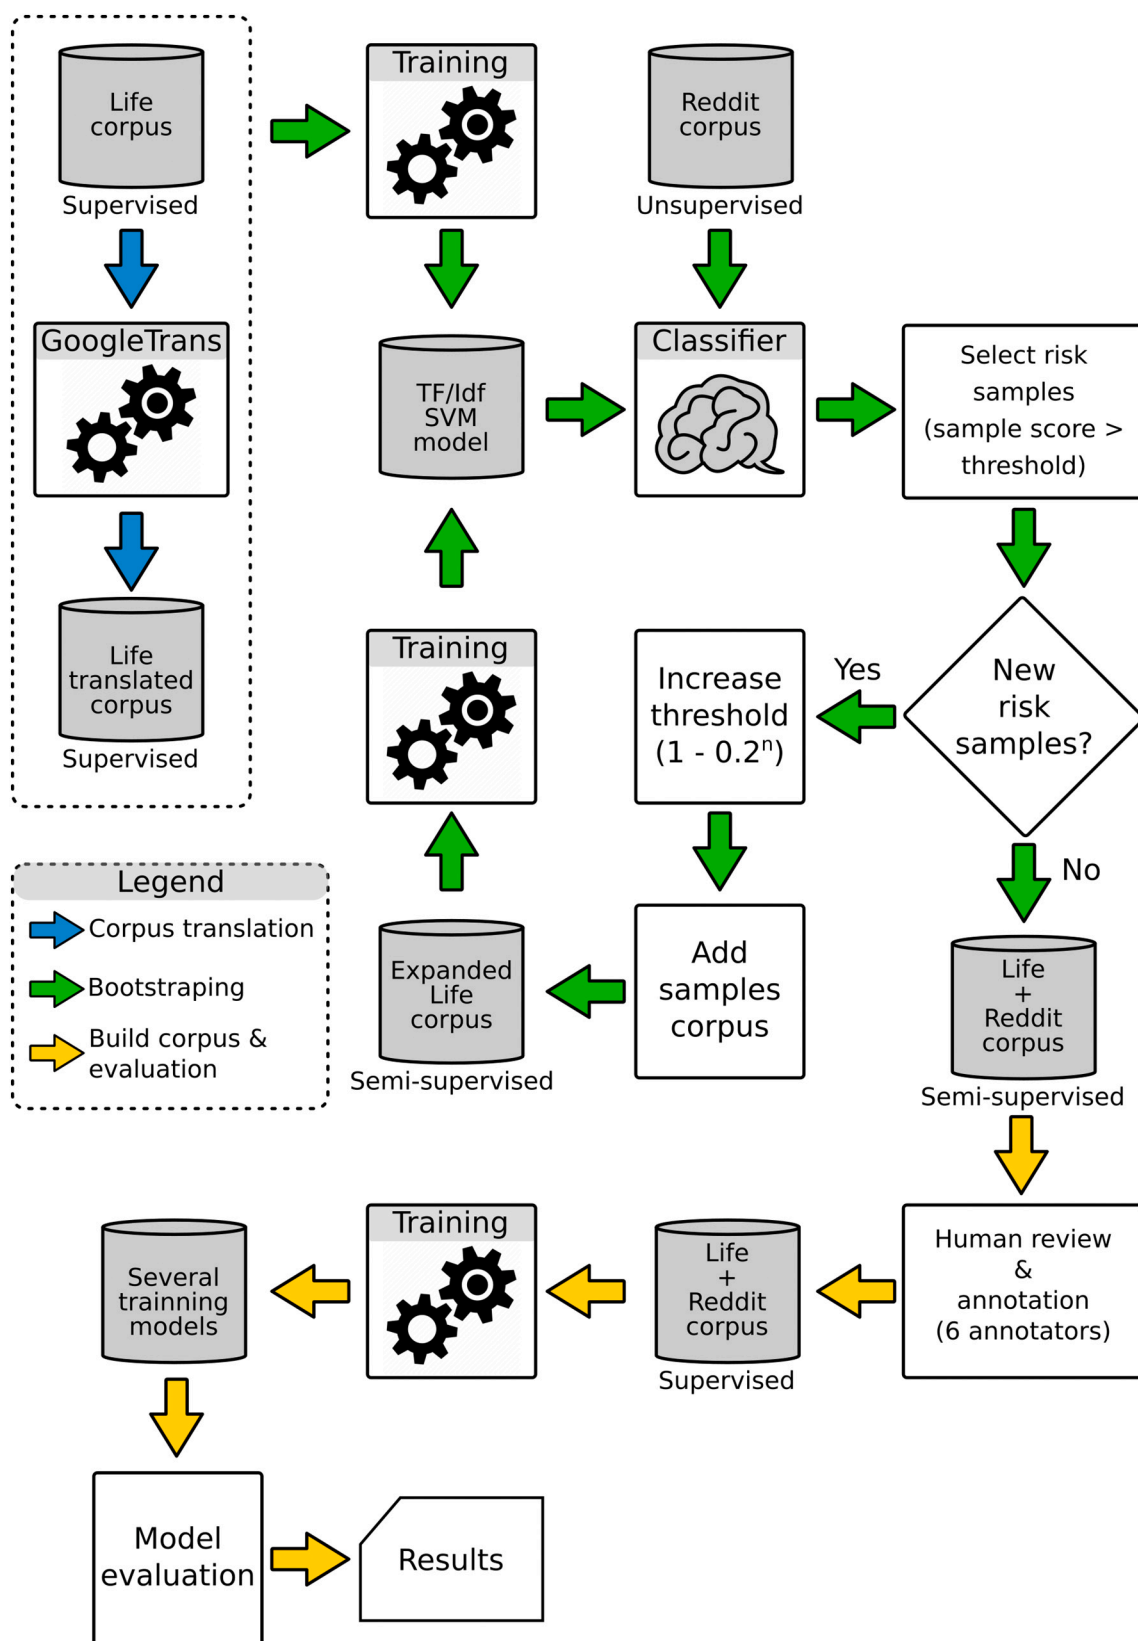 Life
corpus
Supervised
GoogleTrans
Life
translated
corpus
Supervised
Training
Reddit
corpus
Unsupervised
TF/Idf
SVM
model
Classifier
Select risk
samples
(sample score >
threshold)
New
risk
samples?
Yes
No
Increase
threshold
(1 - 0.2ⁿ)
Add
samples
corpus
Expanded
Life
corpus
Semi-supervised
Training
Legend
Corpus translation
Bootstraping
Build corpus &
evaluation
Life
+
Reddit
corpus
Semi-supervised
Human review
&
annotation
(6 annotators)
Life
+
Reddit
corpus
Supervised
Training
Several
trainning
models
Model
evaluation
Results